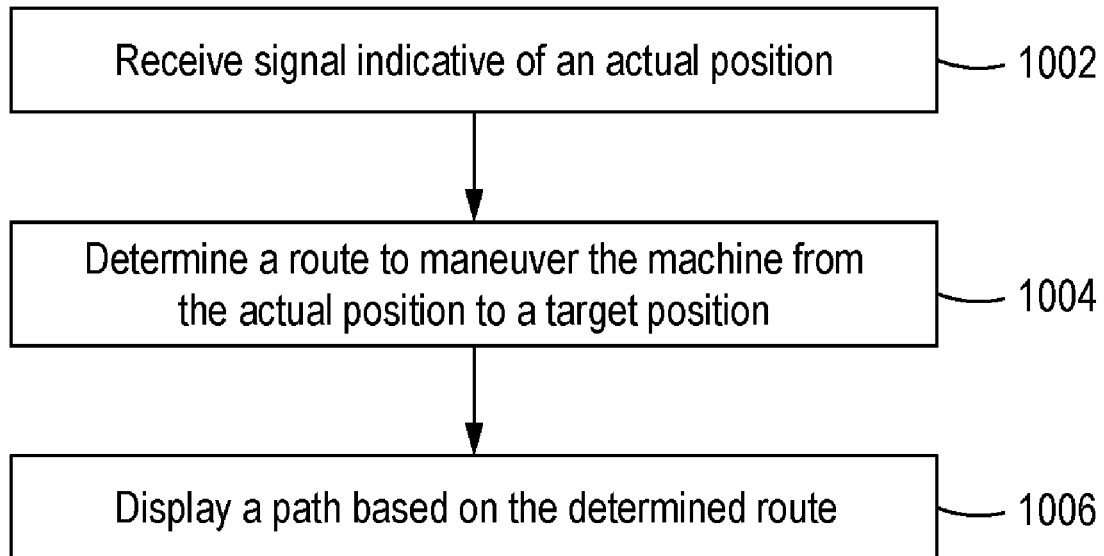 Receive signal indicative of an actual position
1002
Determine a route to maneuver the machine from
the actual position to a target position
1004
Display a path based on the determined route
1006